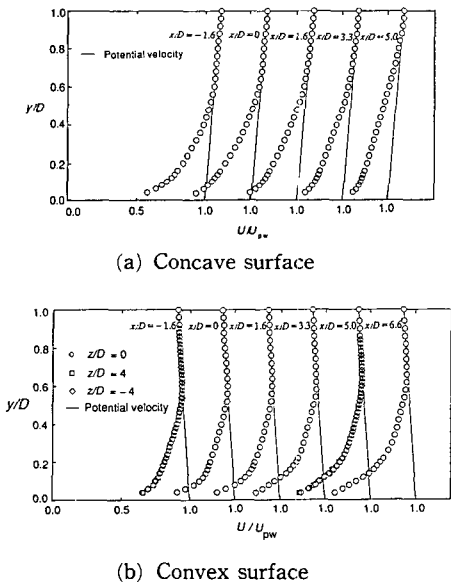 1.0
0.8
0.6
0.4
0.2
0.0
y/D
x/D=-1.6
x/D=0
x/D=1.6
x/D=3.3
x/D=5.0
Potential velocity
0.0
0.5
1.0
1.0
1.0
1.0
1.0
U/U_pw
(a) Concave surface
1.0
0.8
0.6
0.4
0.2
0.0
y/D
x/D=-1.6
x/D=0
x/D=1.6
x/D=3.3
x/D=5.0
x/D=6.6
z/D = 0
z/D = 4
z/D = -4
Potential velocity
0.0
0.5
1.0
1.0
1.0
1.0
1.0
1.0
U/U_pw
(b) Convex surface